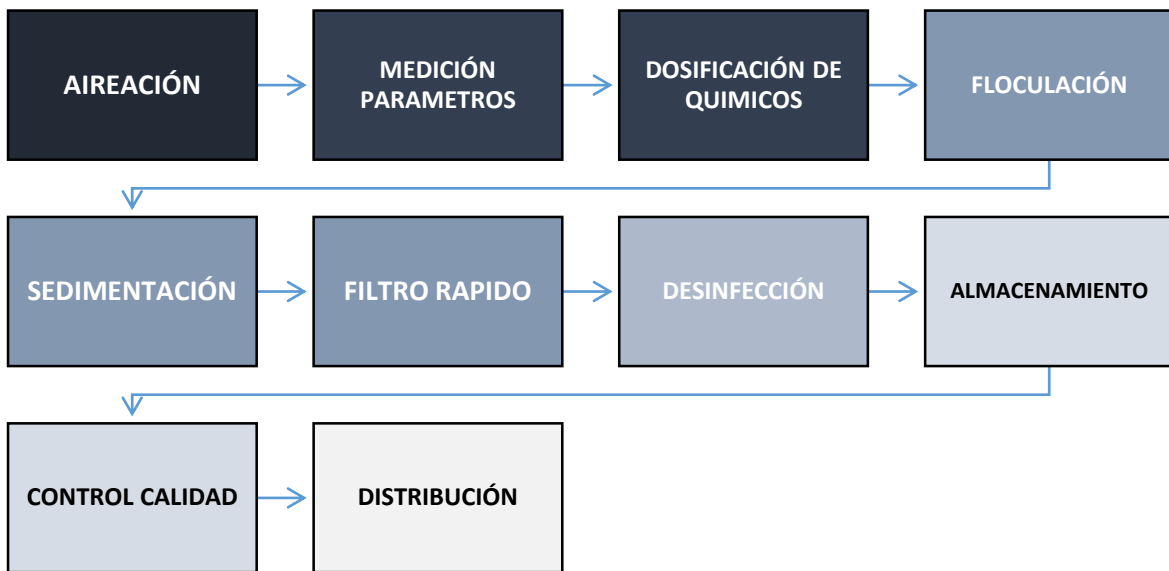 AIREACIÓN
MEDICIÓN
PARAMETROS
DOSIFICACIÓN DE
QUIMICOS
FLOCULACIÓN
SEDIMENTACIÓN
FILTRO RAPIDO
DESINFECCIÓN
ALMACENAMIENTO
CONTROL CALIDAD
DISTRIBUCIÓN